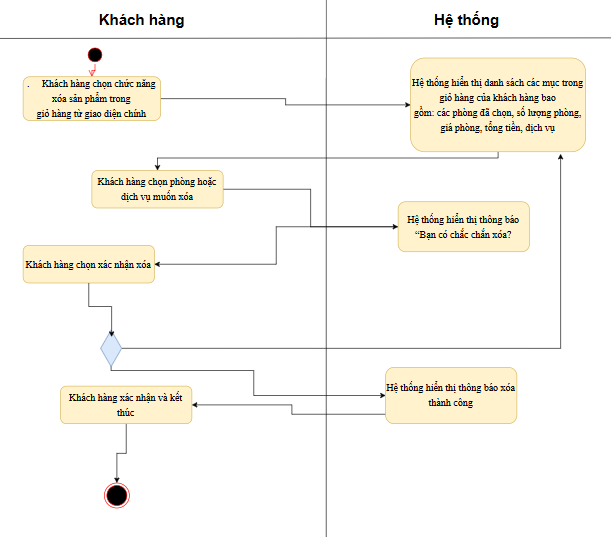 Khách hàng
Hệ thống
. Khách hàng chọn chức năng
xóa sản phẩm trong
giỏ hàng từ giao diện chính
Hệ thống hiển thị danh sách các mục trong
giỏ hàng của khách hàng bao
gồm: các phòng đã chọn, số lượng phòng,
giá phòng, tổng tiền, dịch vụ
Khách hàng chọn phòng hoặc
dịch vụ muốn xóa
Hệ thống hiển thị thông báo
“Bạn có chắc chắn xóa?
Khách hàng chọn xác nhận xóa
Hệ thống hiển thị thông báo xóa
thành công
Khách hàng xác nhận và kết
thúc